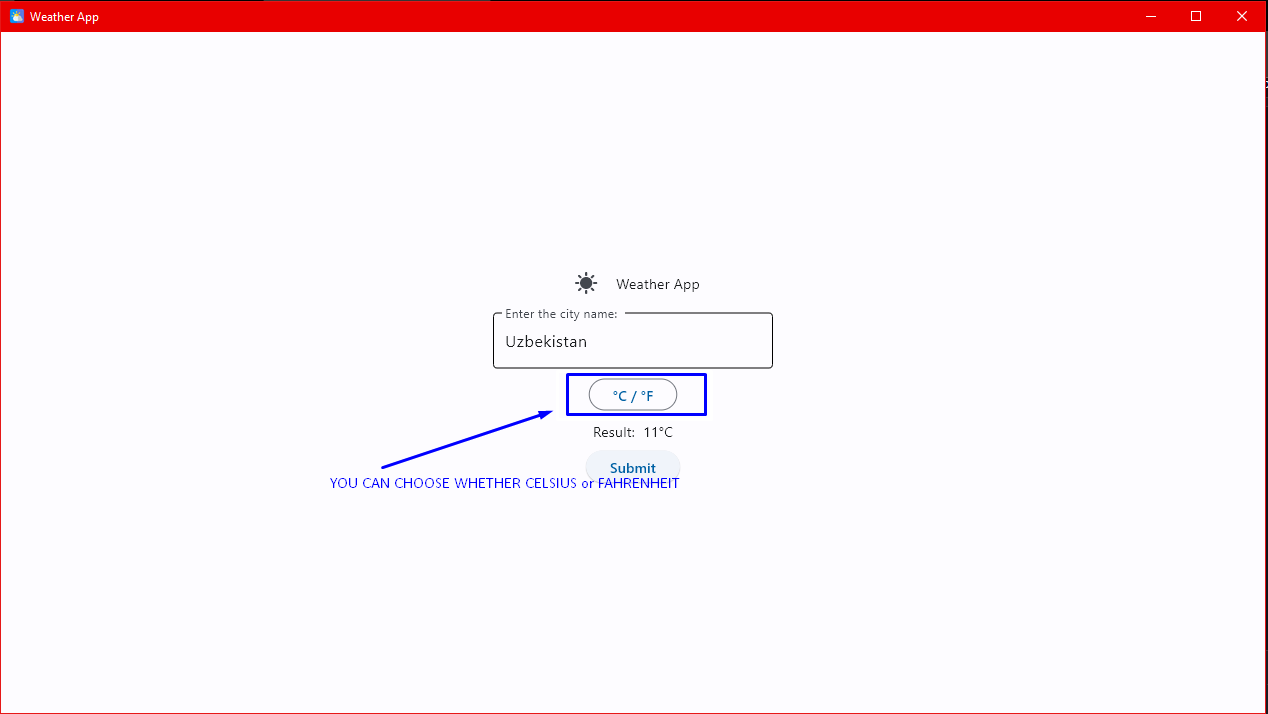 Weather App
Weather App
Enter the city name:
Uzbekistan
°C / °F
Result: 11°C
Submit
YOU CAN CHOOSE WHETHER CELSIUS or FAHRENHEIT